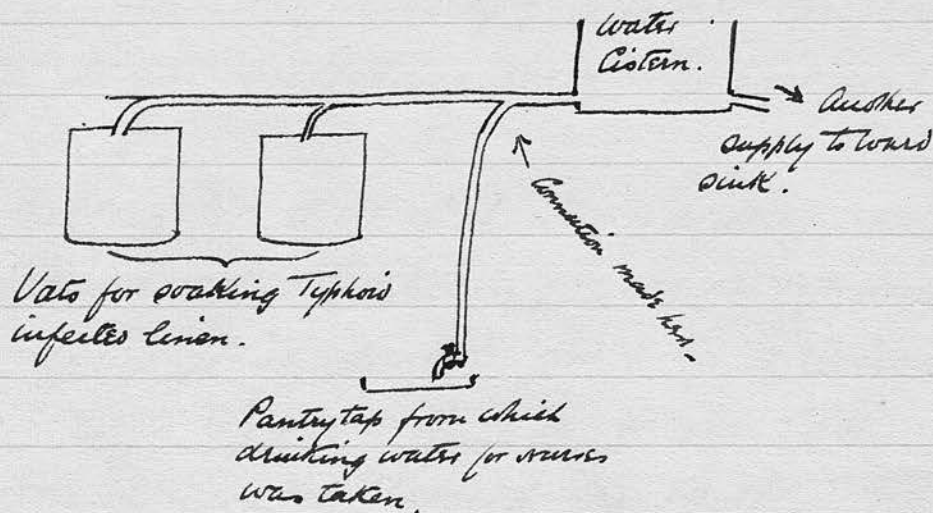 Water
Cistern.
Another
supply to ward
sink.
Connection made here.
Vats for soaking Typhoid
infected linen.
Pantry tap from which
drinking water for nurses
was taken.